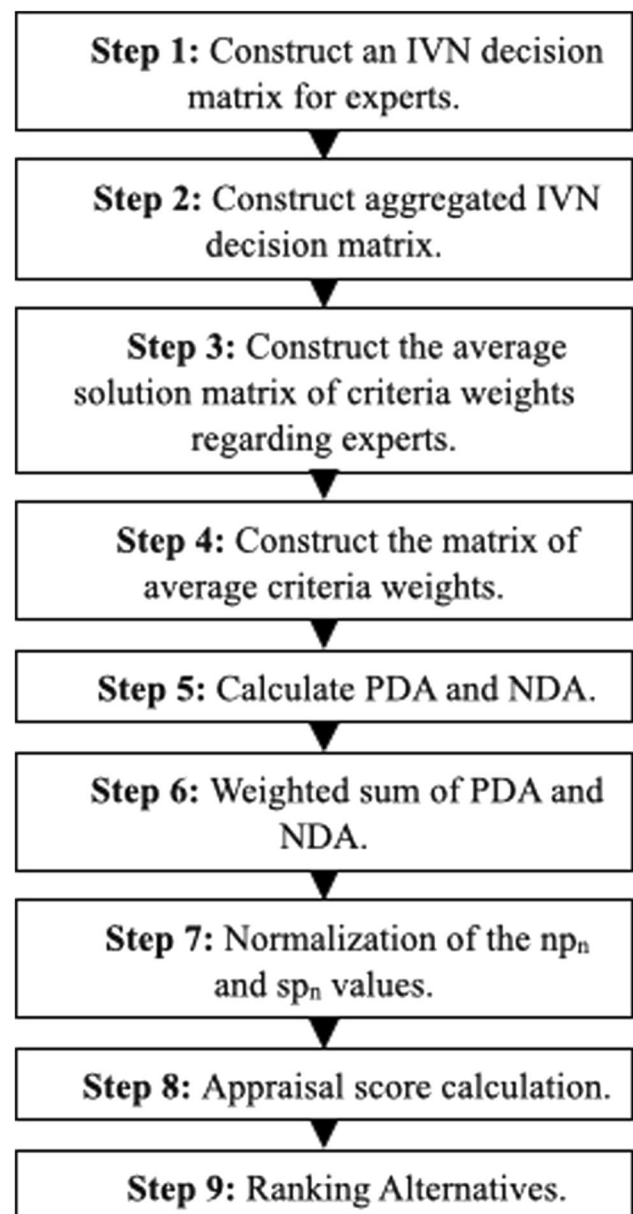 Step 1: Construct an IVN decision
matrix for experts.
Step 2: Construct aggregated IVN
decision matrix.
Step 3: Construct the average
solution matrix of criteria weights
regarding experts.
Step 4: Construct the matrix of
average criteria weights.
Step 5: Calculate PDA and NDA.
Step 6: Weighted sum of PDA and
NDA.
Step 7: Normalization of the npₙ
and spₙ values.
Step 8: Appraisal score calculation.
Step 9: Ranking Alternatives.